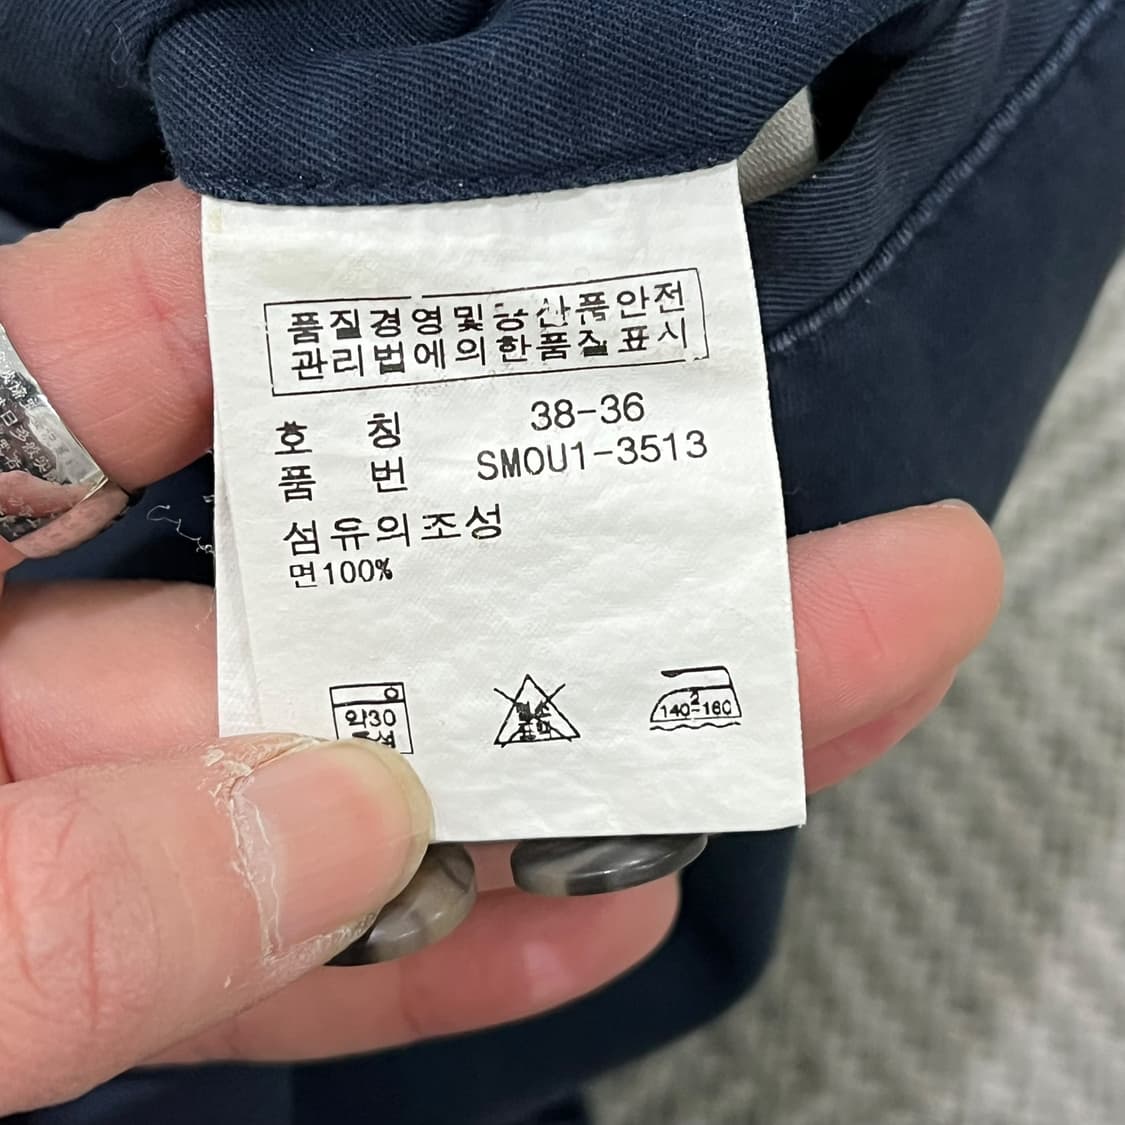 품질경영및공산품안전
관리법에의한품질표시
호 칭 38-36
품 번 SMOU1-3513
섬유의조성
면100%
약30
중성
2
140-160